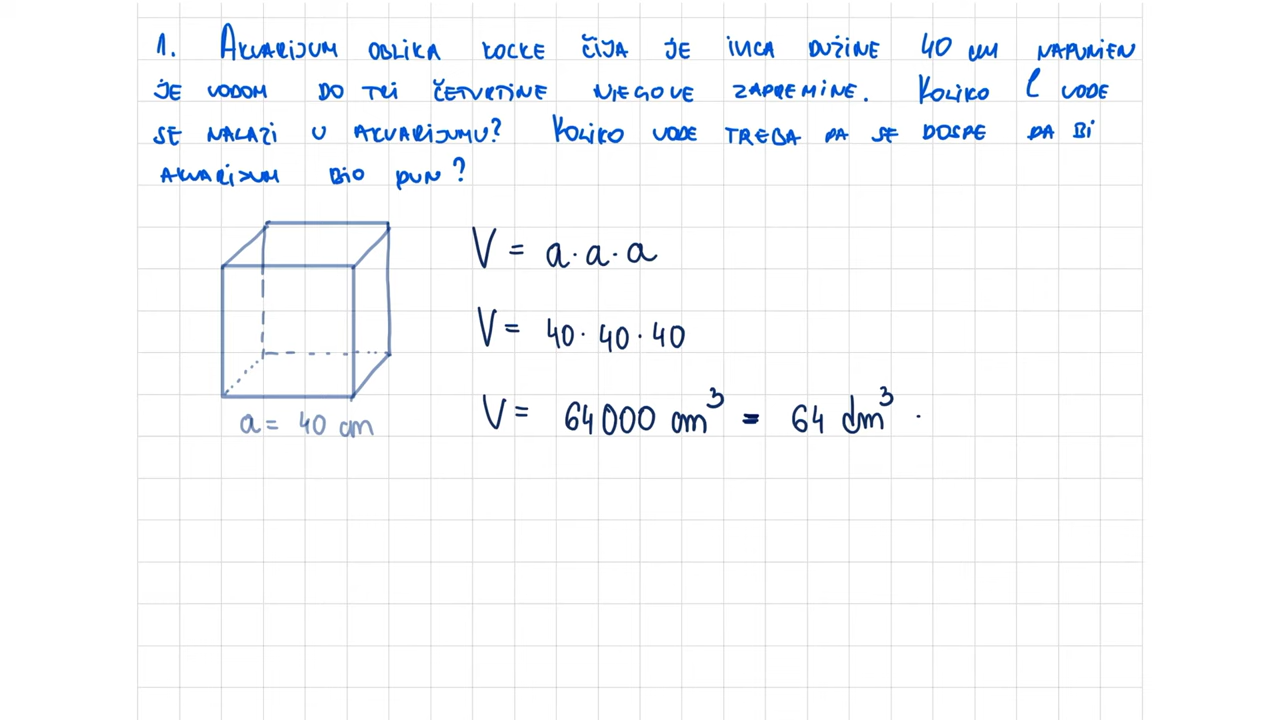 1. AKVARIJUM OBLIKA KOCKE ČIJA JE IVICA DUŽINE 40 cm NAPUNJEN
JE VODOM DO TRI ČETVRTINE NJEGOVE ZAPREMINE. KOLIKO l VODE
SE NALAZI U AKVARIJUMU? KOLIKO VODE TREBA DA SE DOSPE DA BI
AKVARIJUM BIO PUN?
V = a · a · a
V = 40 · 40 · 40
V = 64000 cm³ = 64 dm³
a = 40 cm